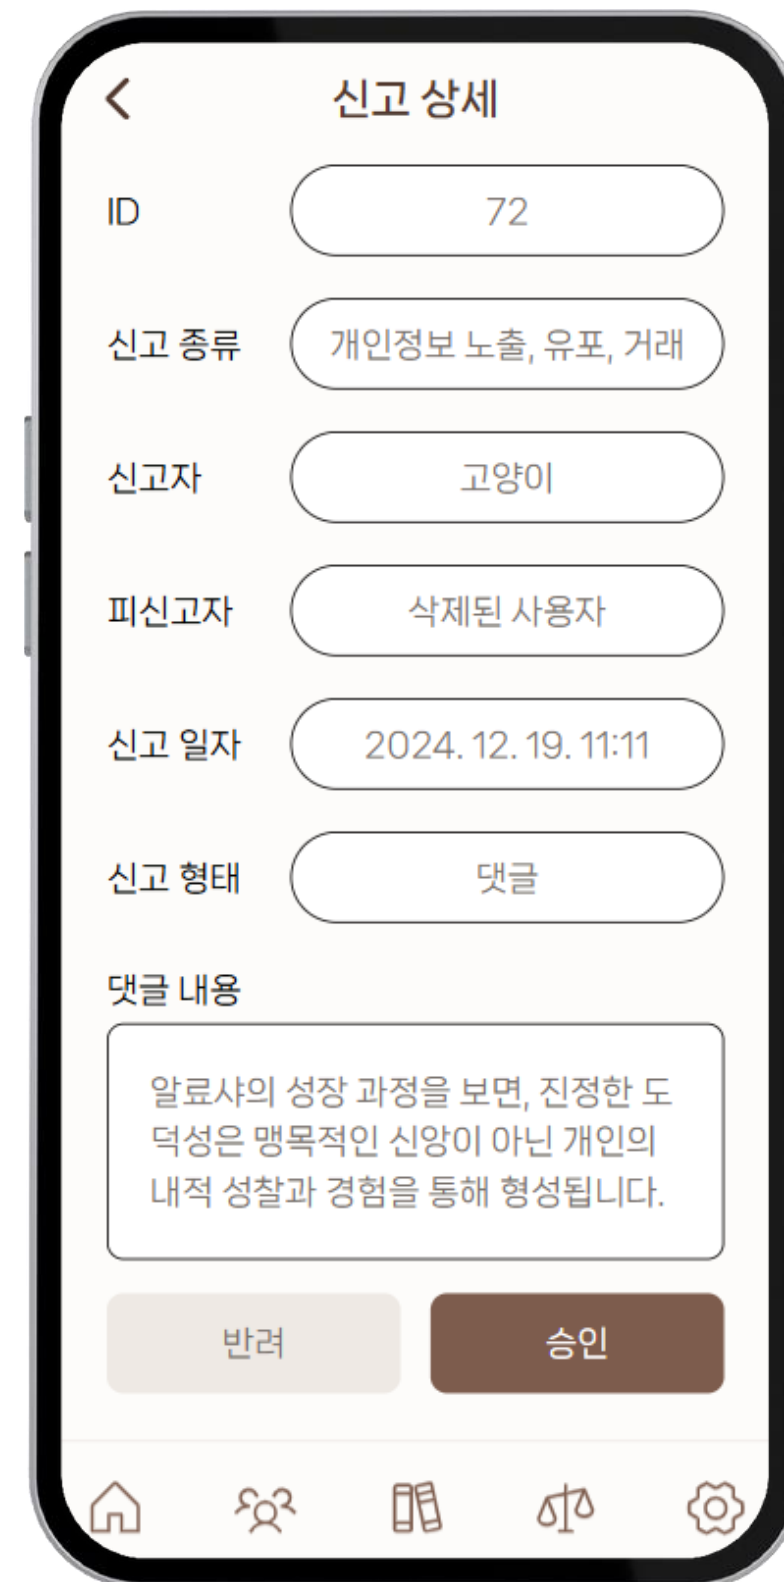 신고 상세
ID
72
신고 종류
개인정보 노출, 유포, 거래
신고자
고양이
피신고자
삭제된 사용자
신고 일자
2024. 12. 19. 11:11
신고 형태
댓글
댓글 내용
알료샤의 성장 과정을 보면, 진정한 도
덕성은 맹목적인 신앙이 아닌 개인의
내적 성찰과 경험을 통해 형성됩니다.
반려
승인